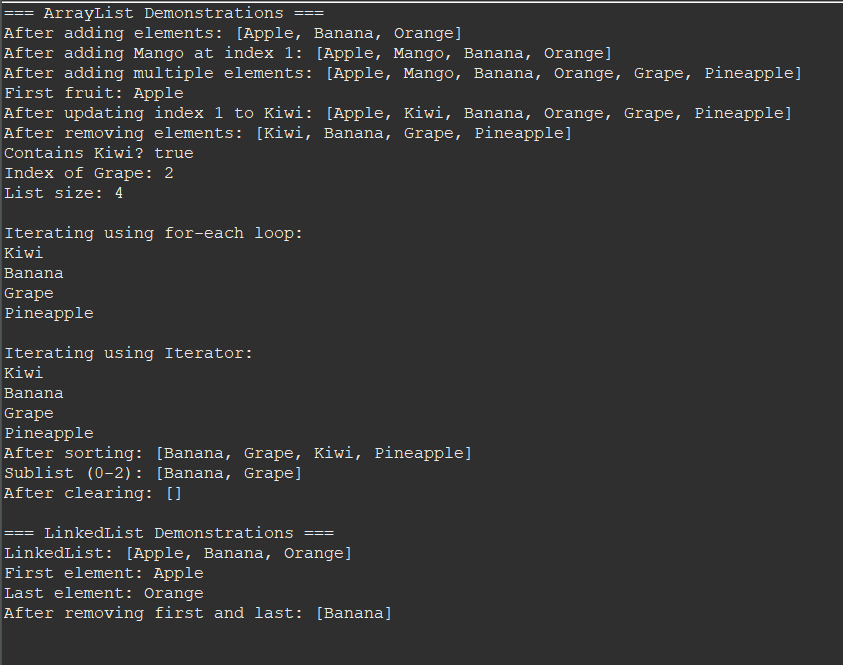 === ArrayList Demonstrations ===
After adding elements: [Apple, Banana, Orange]
After adding Mango at index 1: [Apple, Mango, Banana, Orange]
After adding multiple elements: [Apple, Mango, Banana, Orange, Grape, Pineapple]
First fruit: Apple
After updating index 1 to Kiwi: [Apple, Kiwi, Banana, Orange, Grape, Pineapple]
After removing elements: [Kiwi, Banana, Grape, Pineapple]
Contains Kiwi? true
Index of Grape: 2
List size: 4

Iterating using for-each loop:
Kiwi
Banana
Grape
Pineapple

Iterating using Iterator:
Kiwi
Banana
Grape
Pineapple
After sorting: [Banana, Grape, Kiwi, Pineapple]
Sublist (0-2): [Banana, Grape]
After clearing: []

=== LinkedList Demonstrations ===
LinkedList: [Apple, Banana, Orange]
First element: Apple
Last element: Orange
After removing first and last: [Banana]